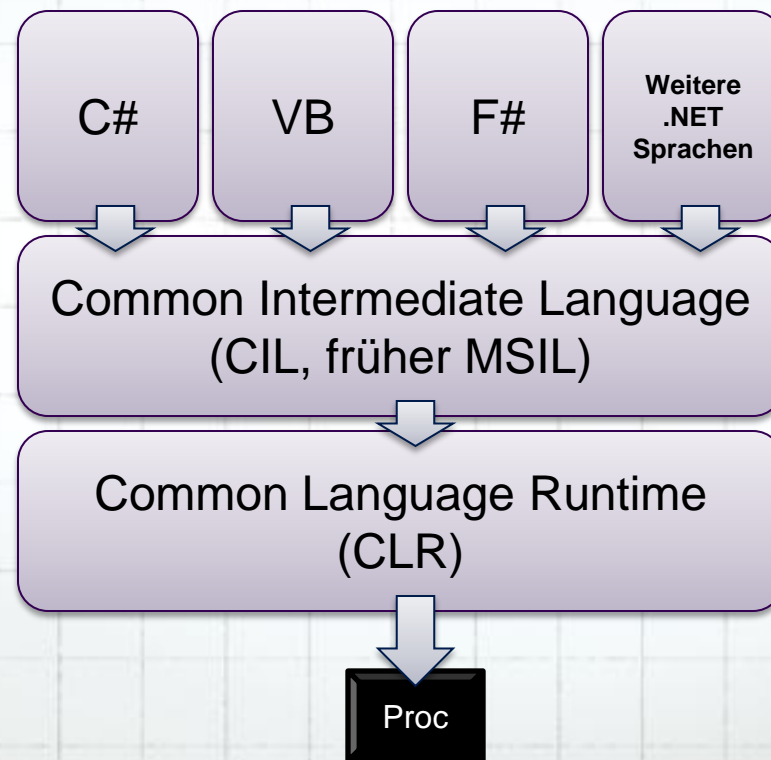 C#
VB
F#
Weitere
.NET
Sprachen
Common Intermediate Language
(CIL, früher MSIL)
Common Language Runtime
(CLR)
Proc